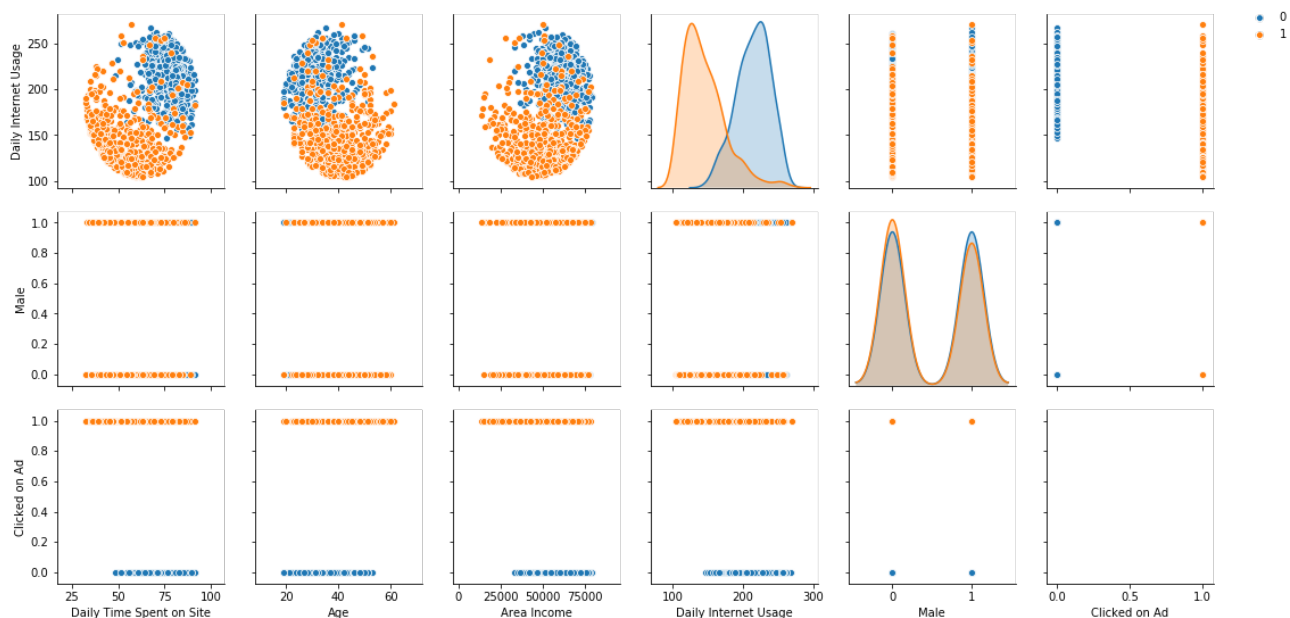 0
1
250
200
150
100
Daily Internet Usage
1.0
0.8
0.6
0.4
0.2
0.0
Male
1.0
0.8
0.6
0.4
0.2
0.0
Clicked on Ad
25 50 75 100
Daily Time Spent on Site
20 40 60
Age
0 25000 50000 75000
Area Income
100 200 300
Daily Internet Usage
0 1
Male
0.0 0.5 1.0
Clicked on Ad